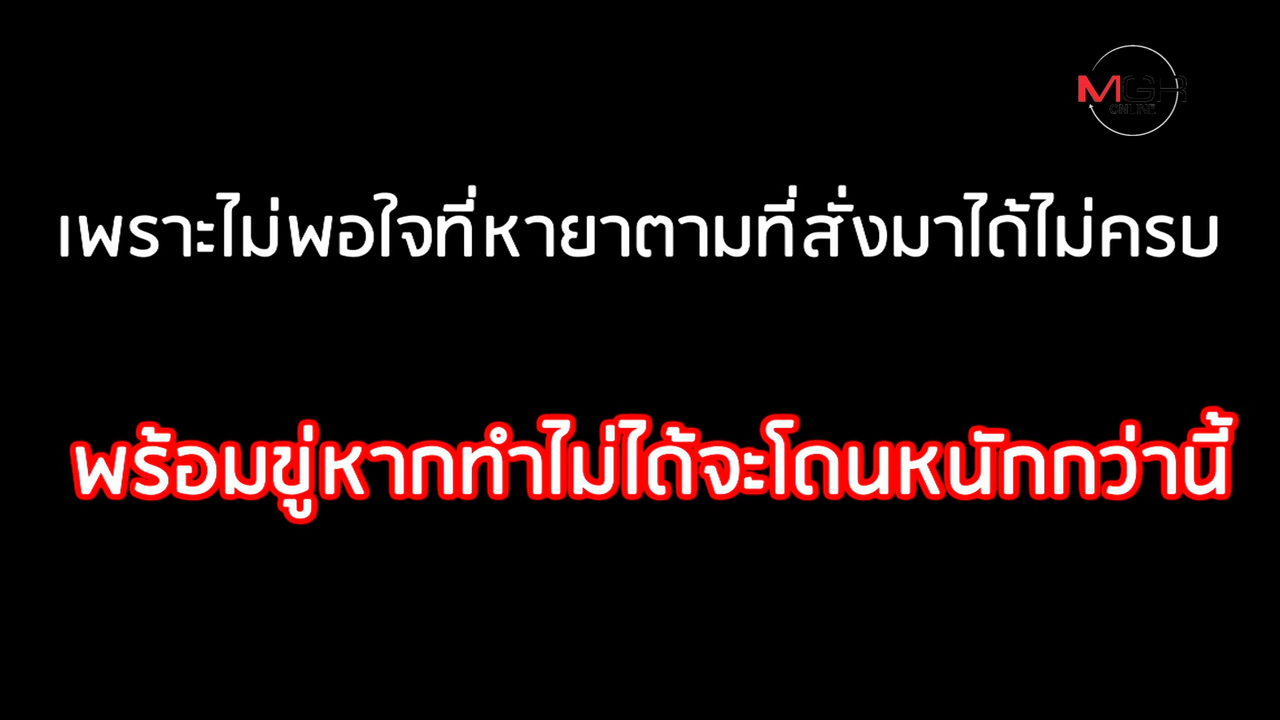 MGR
ONLINE
เพราะไม่พอใจที่หายาตามที่สั่งมาได้ไม่ครบ
พร้อมขู่หากทำไม่ได้จะโดนหนักกว่านี้